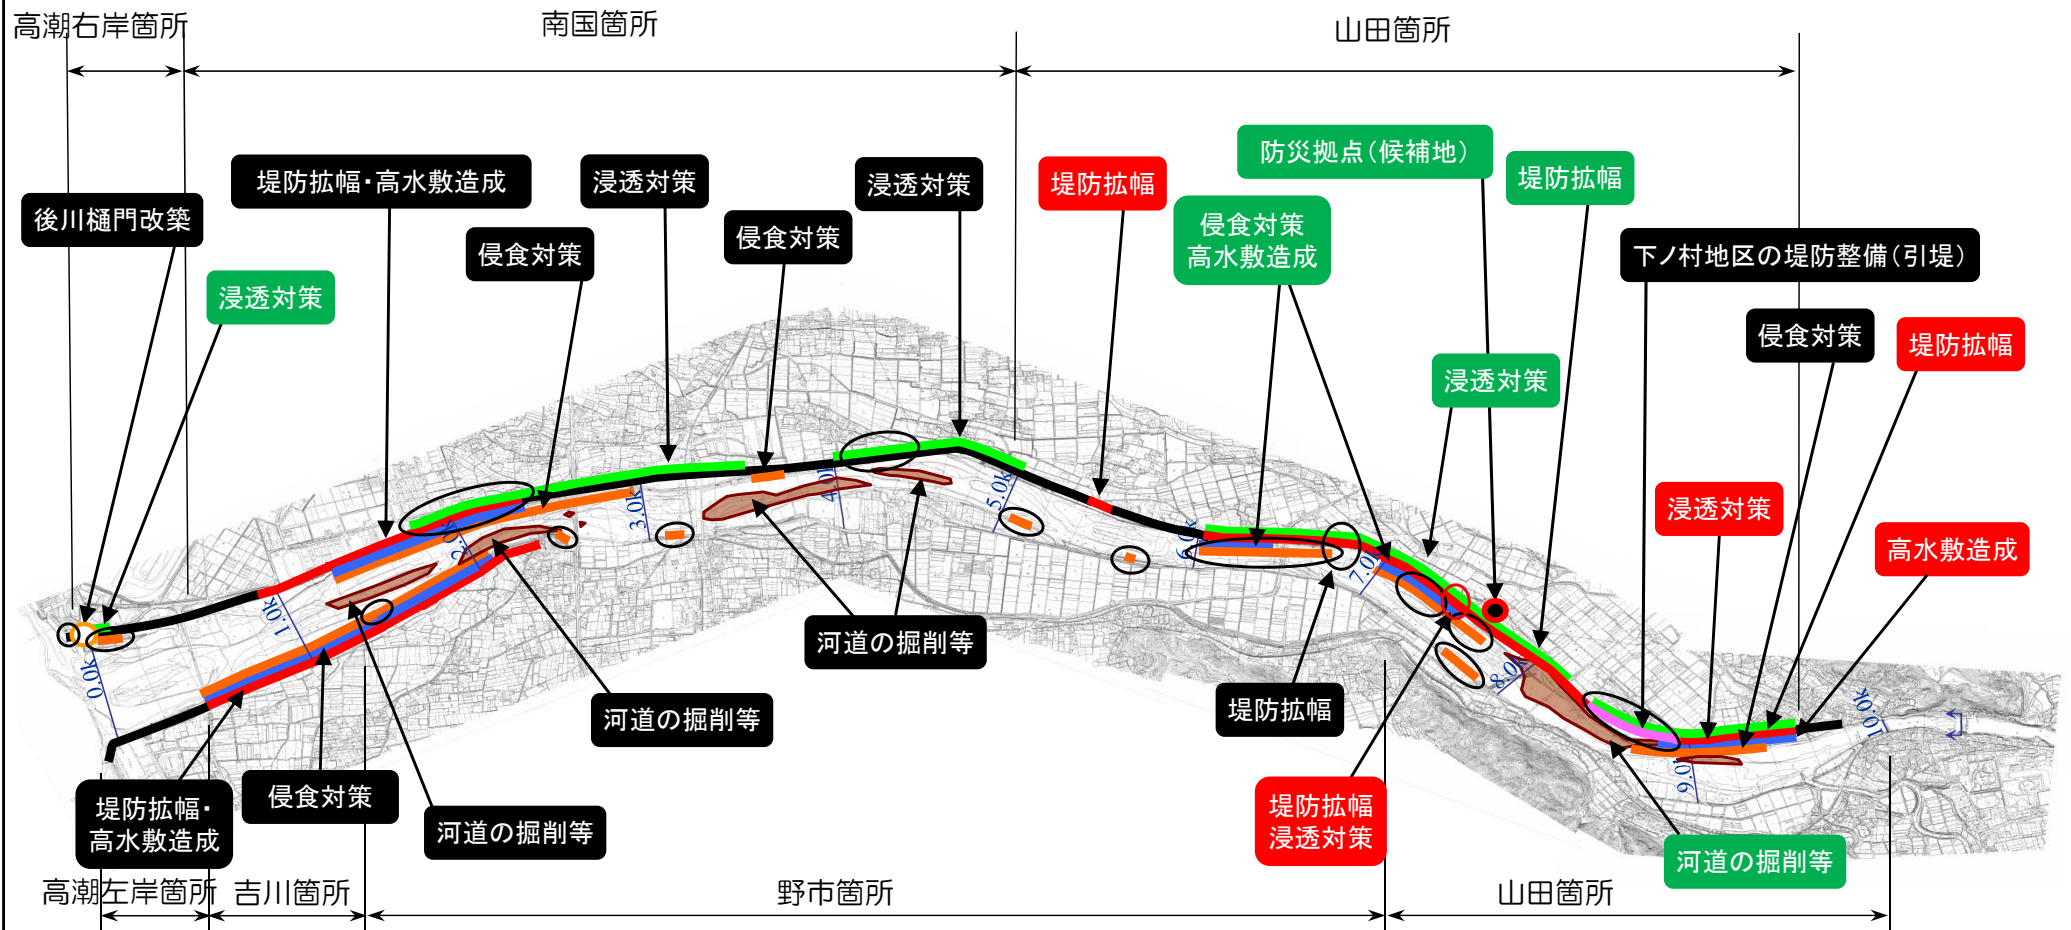 高潮右岸箇所
南国箇所
山田箇所
防災拠点(候補地)
堤防拡幅・高水敷造成
浸透対策
浸透対策
堤防拡幅
堤防拡幅
後川樋門改築
侵食対策
侵食対策
侵食対策
高水敷造成
下ノ村地区の堤防整備(引堤)
浸透対策
侵食対策
堤防拡幅
浸透対策
浸透対策
高水敷造成
0.0k
1.0k
2.0k
3.0k
4.0k
5.0k
6.0k
7.0k
8.0k
9.0k
10.0k
河道の掘削等
河道の掘削等
堤防拡幅
堤防拡幅・
高水敷造成
侵食対策
河道の掘削等
堤防拡幅
浸透対策
河道の掘削等
高潮左岸箇所
吉川箇所
野市箇所
山田箇所